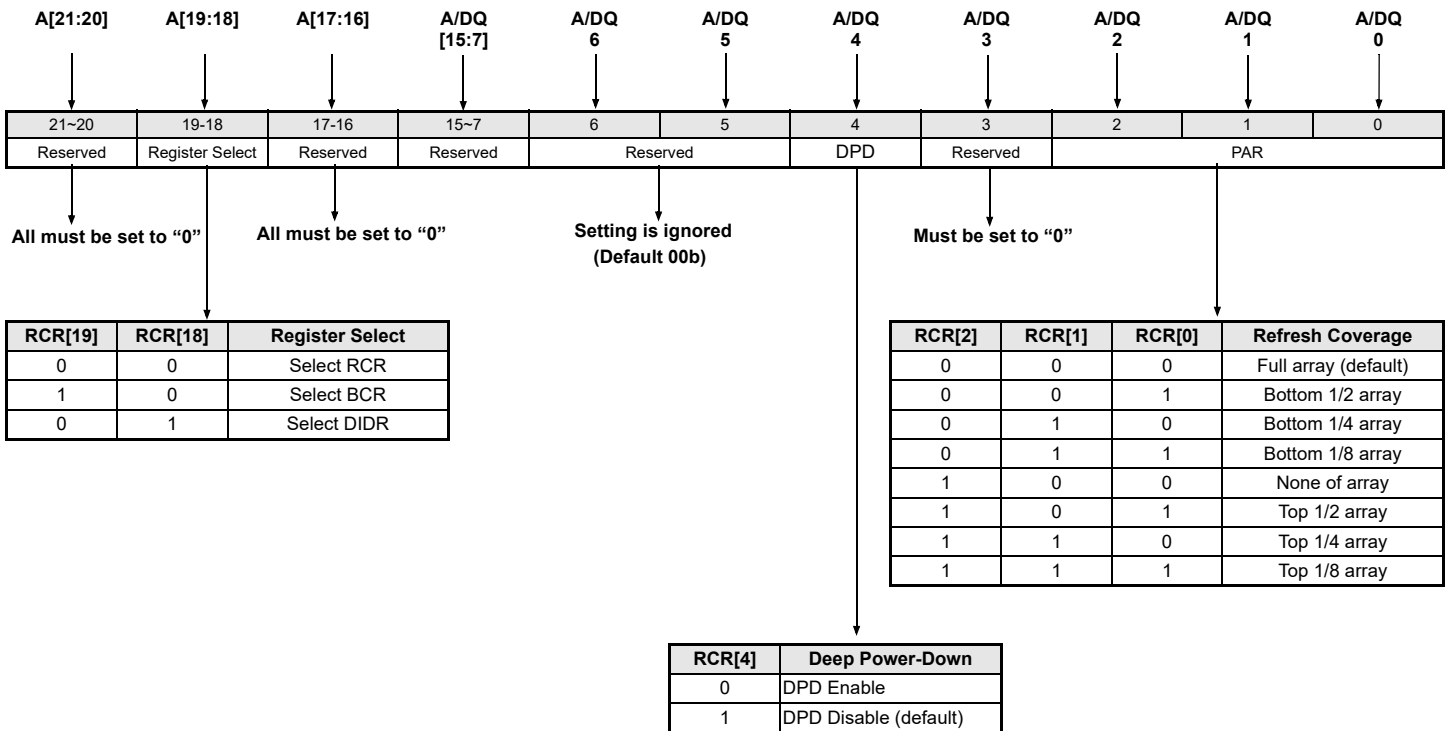 A[21:20] A[19:18] A[17:16] A/DQ A/DQ A/DQ A/DQ A/DQ A/DQ A/DQ A/DQ
[15:7] 6 5 4 3 2 1 0
21~20 19-18 17-16 15~7 6 5 4 3 2 1 0
Reserved Register Select Reserved Reserved Reserved DPD Reserved PAR
All must be set to “0” All must be set to “0” Setting is ignored Must be set to “0”
(Default 00b)
RCR[19] RCR[18] Register Select
0 0 Select RCR
1 0 Select BCR
0 1 Select DIDR
RCR[2] RCR[1] RCR[0] Refresh Coverage
0 0 0 Full array (default)
0 0 1 Bottom 1/2 array
0 1 0 Bottom 1/4 array
0 1 1 Bottom 1/8 array
1 0 0 None of array
1 0 1 Top 1/2 array
1 1 0 Top 1/4 array
1 1 1 Top 1/8 array
RCR[4] Deep Power-Down
0 DPD Enable
1 DPD Disable (default)